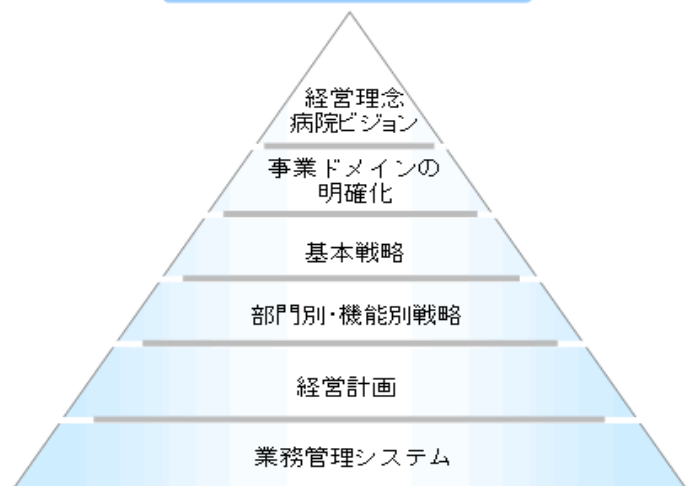 経営理念
病院ビジョン
事業ドメインの
明確化
基本戦略
部門別･機能別戦略
経営計画
業務管理システム